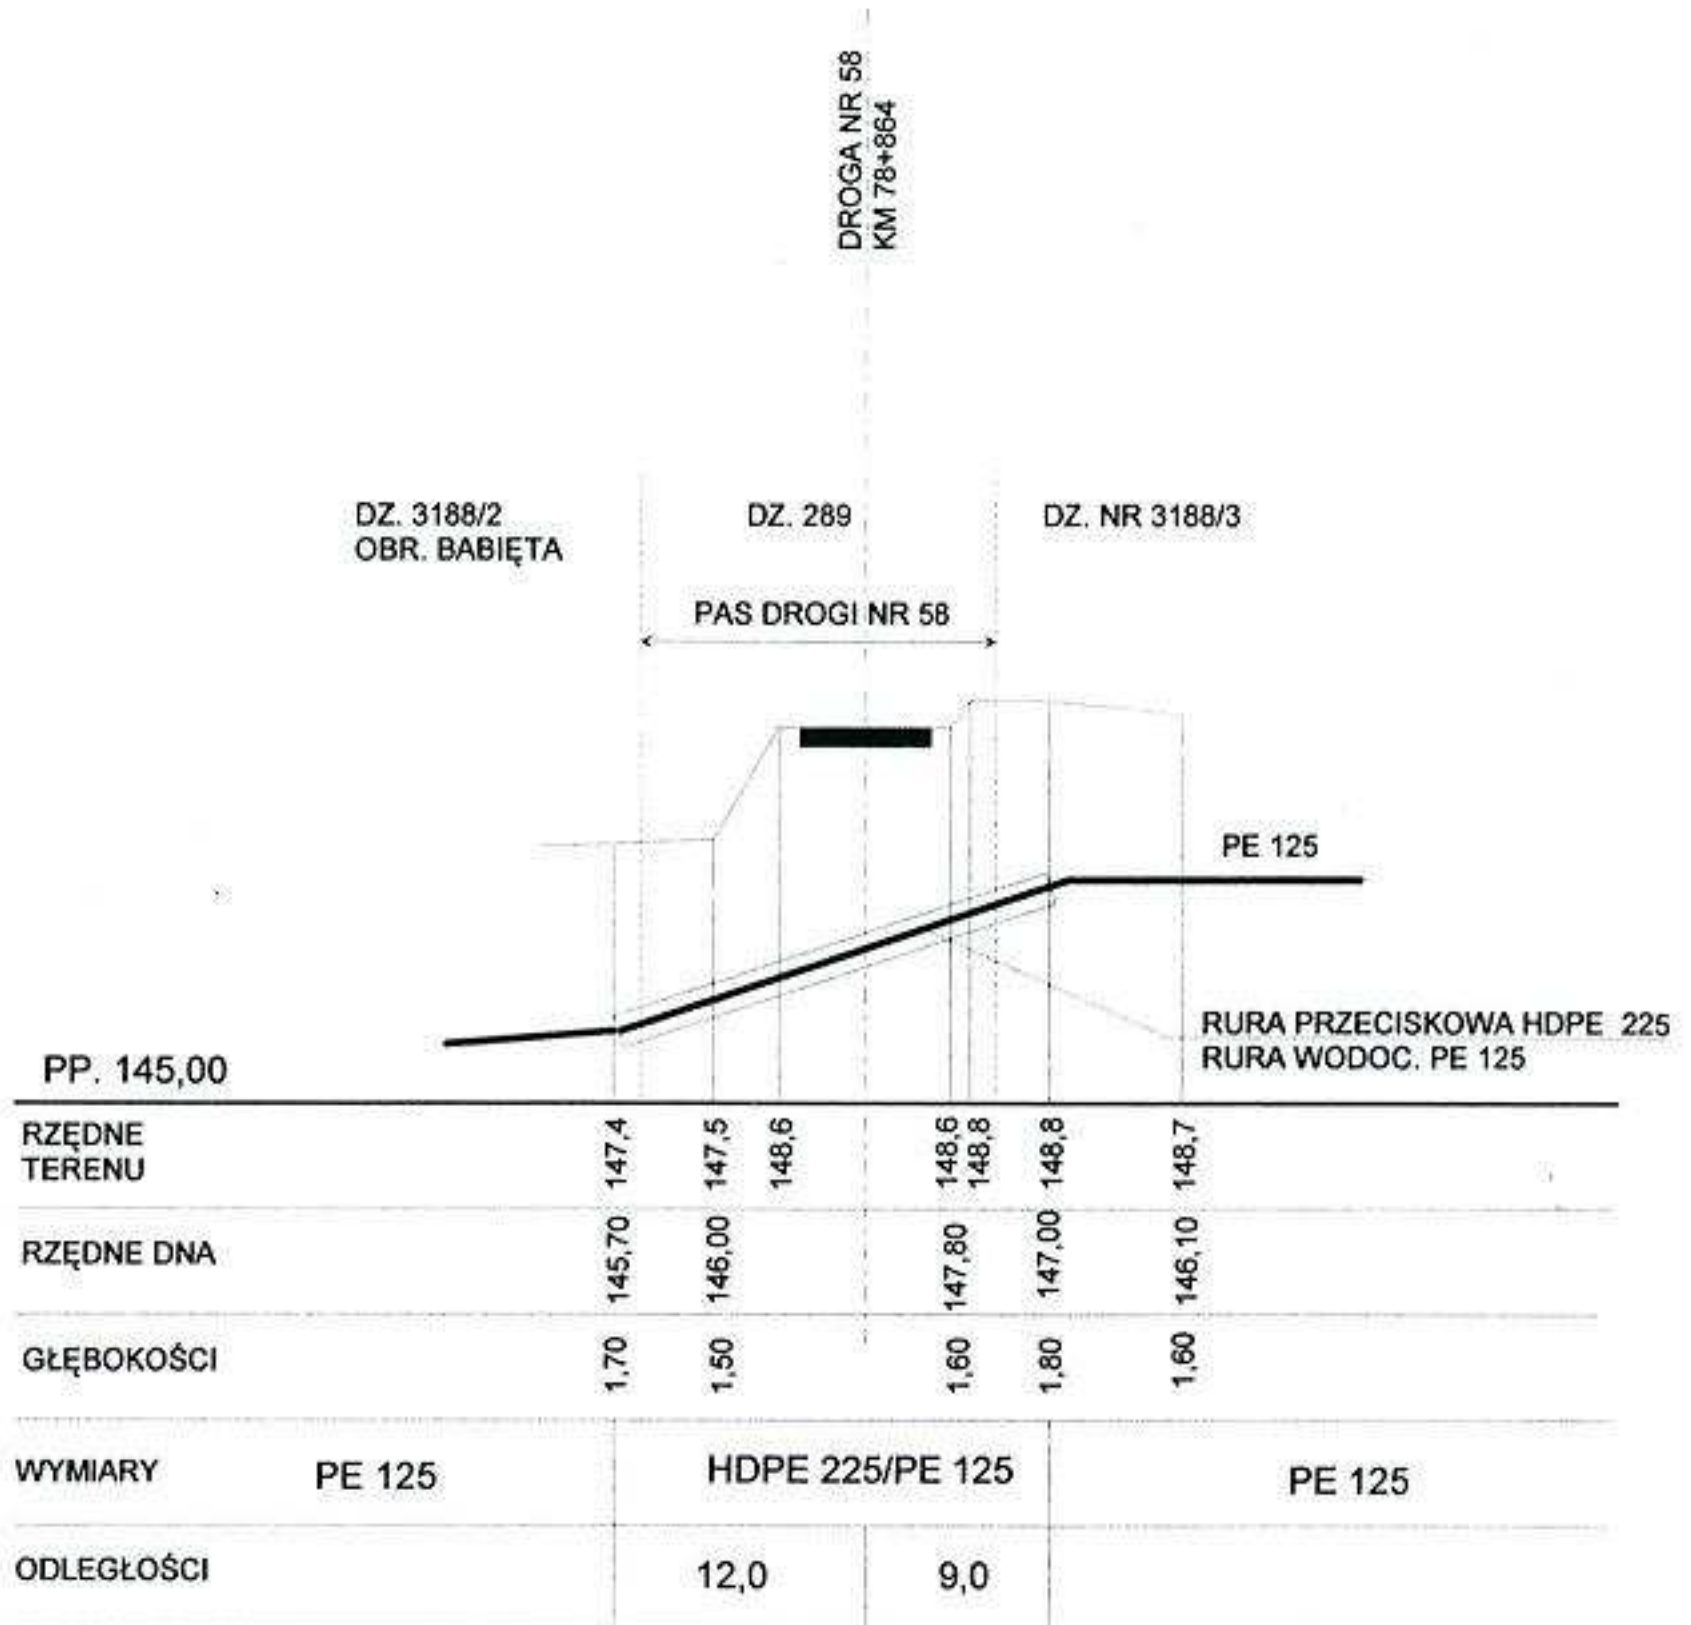 DROGA NR 58
KM 78+864
DZ. 3188/2
OBR. BABIĘTA
DZ. 289
DZ. NR 3188/3
PAS DROGI NR 58
PE 125
RURA PRZECISKOWA HDPE 225
RURA WODOC. PE 125
PP. 145,00
RZĘDNE
TERENU
147,4
147,5
148,6
148,6
148,8
148,8
148,7
RZĘDNE DNA
145,70
146,00
147,80
147,00
146,10
GŁĘBOKOŚCI
1,70
1,50
1,60
1,80
1,60
WYMIARY
PE 125
HDPE 225/PE 125
PE 125
ODLEGŁOŚCI
12,0
9,0